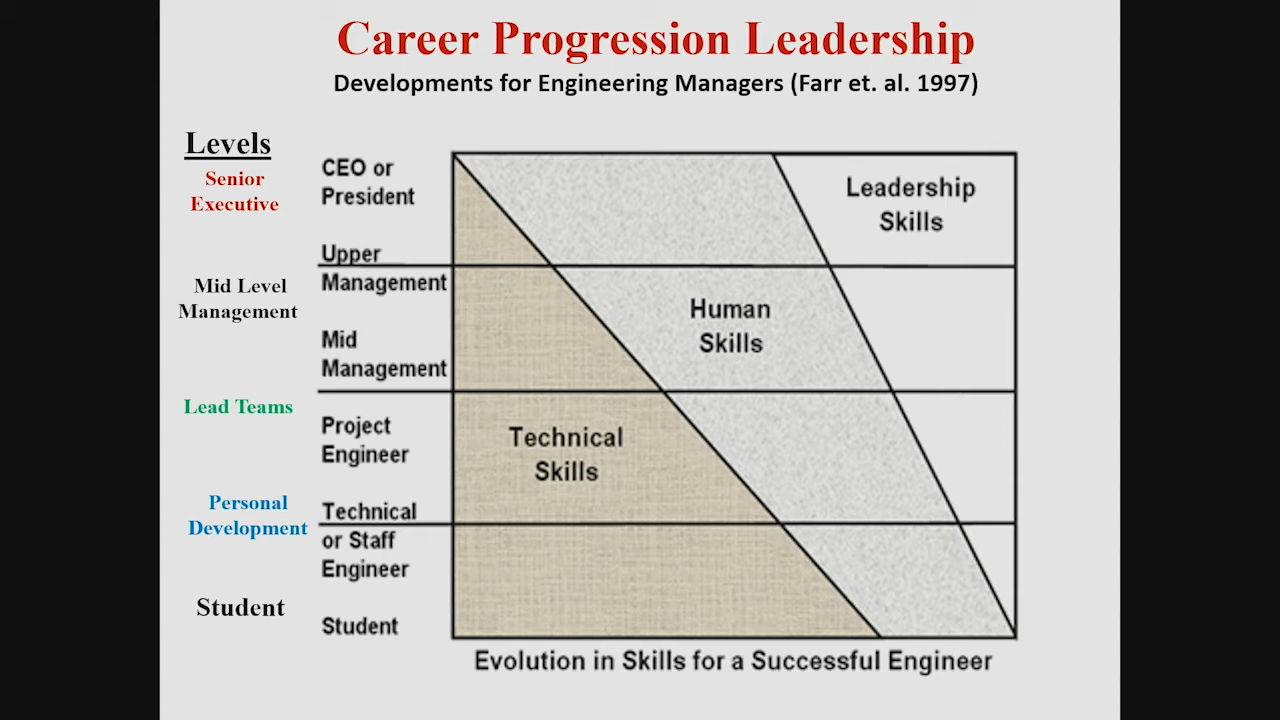 Career Progression Leadership
Developments for Engineering Managers (Farr et. al. 1997)
Levels
Senior
Executive
Mid Level
Management
Lead Teams
Personal
Development
Student
CEO or
President
Upper
Management
Mid
Management
Project
Engineer
Technical
or Staff
Engineer
Student
Leadership
Skills
Human
Skills
Technical
Skills
Evolution in Skills for a Successful Engineer